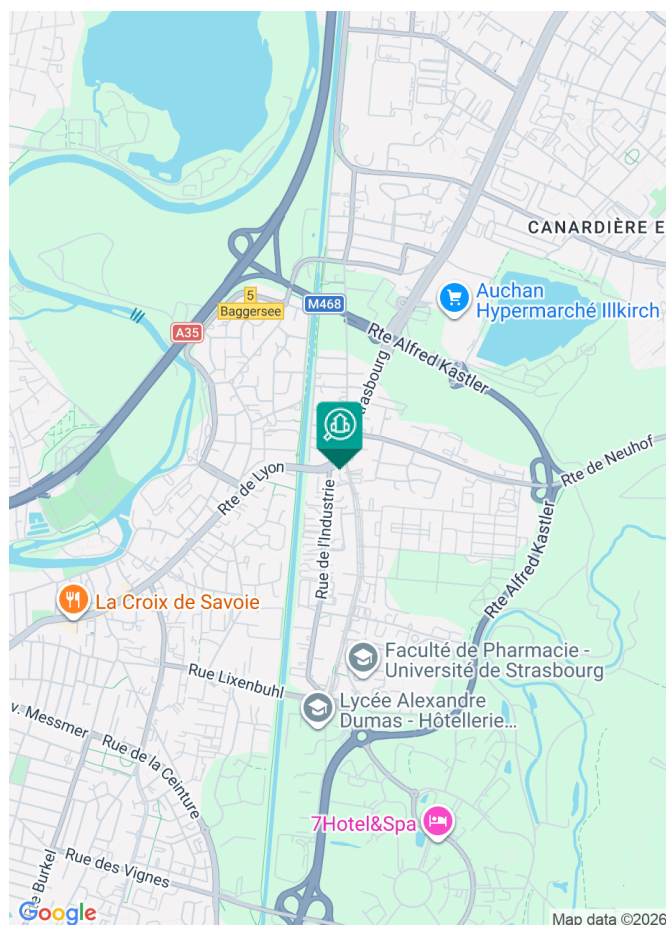 CANARDIÈRE E
5
Baggersee
M468
Auchan
Hypermarché Illkirch
A35
Rte Alfred Kastler
trasbourg
Rte de Neuhof
Rte de Lyon
Rue de l'Industrie
Rte Alfred Kastler
La Croix de Savoie
Faculté de Pharmacie -
Université de Strasbourg
Rue Lixenbuhl
Lycée Alexandre
Dumas - Hôtellerie...
v. Messmer
Rue de la Ceinture
7Hotel&Spa
Rue des Vignes
Burkel
Google
Map data ©2026